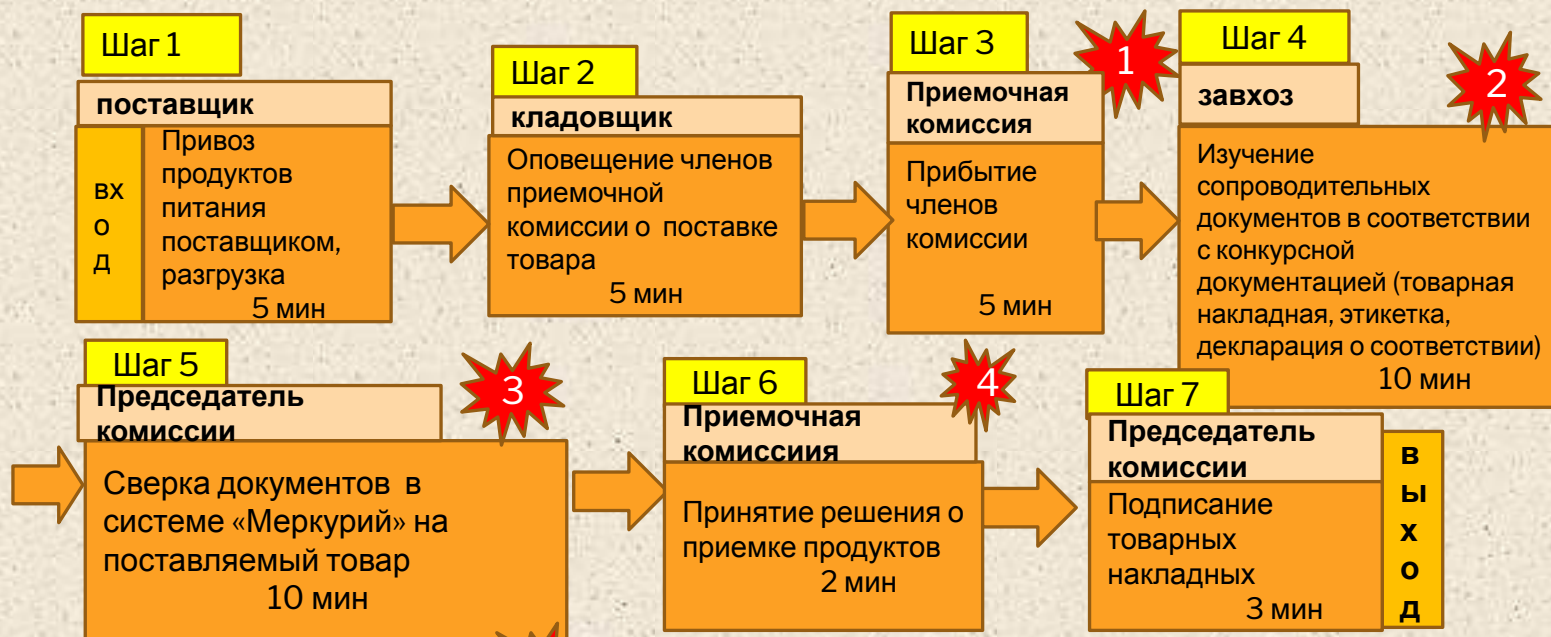 Шаг 1
поставщик
вх
о
д
Привоз
продуктов
питания
поставщиком,
разгрузка
5 мин
Шаг 2
кладовщик
Оповещение членов
приемочной
комиссии о поставке
товара
5 мин
Шаг 3
1
Приемочная
комиссия
Прибытие
членов
комиссии
5 мин
Шаг 4
2
завхоз
Изучение
сопроводительных
документов в соответствии
с конкурсной
документацией (товарная
накладная, этикетка,
декларация о соответствии)
10 мин
Шаг 5
3
Председатель
комиссии
Сверка документов в
системе «Меркурий» на
поставляемый товар
10 мин
Шаг 6
4
Приемочная
комиссиия
Принятие решения о
приемке продуктов
2 мин
Шаг 7
Председатель
комиссии
Подписание
товарных
накладных
3 мин
в
ы
х
о
д